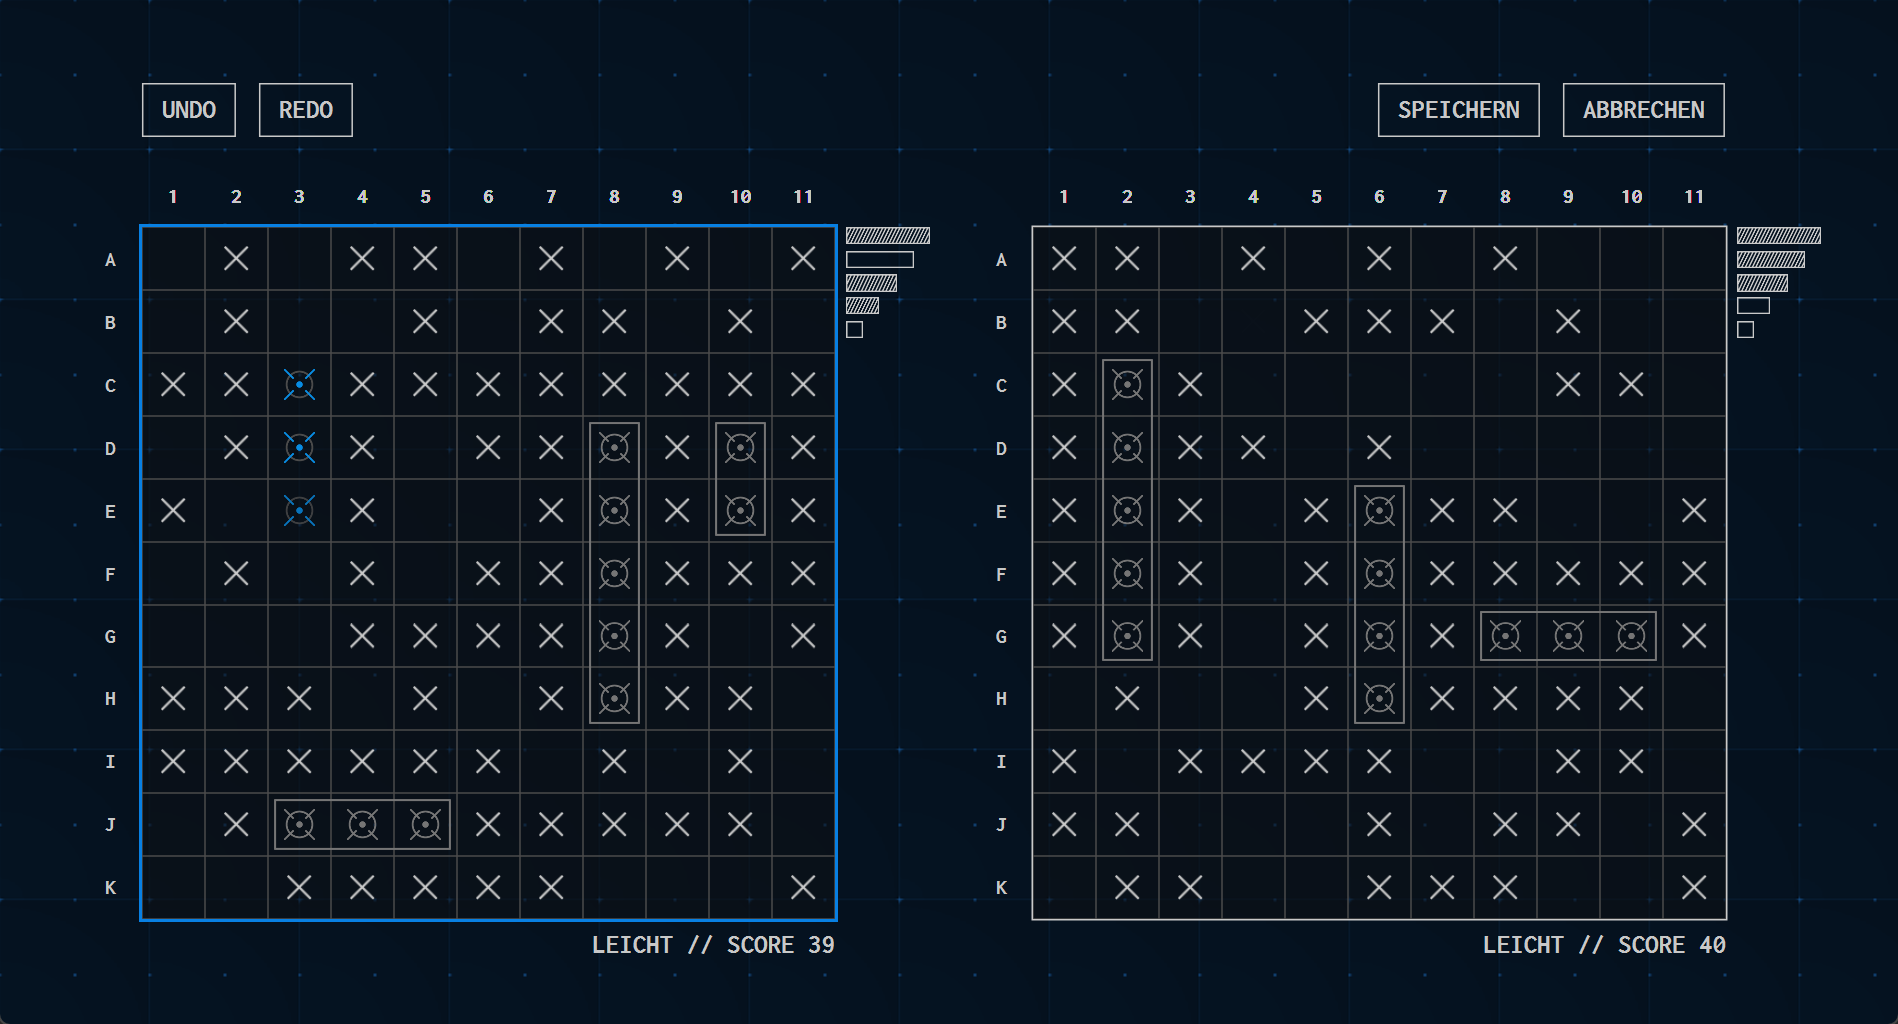 UNDO REDO SPEICHERN ABBRECHEN
1 2 3 4 5 6 7 8 9 10 11 1 2 3 4 5 6 7 8 9 10 11
A A
B B
C C
D D
E E
F F
G G
H H
I I
J J
K K
LEICHT // SCORE 39 LEICHT // SCORE 40